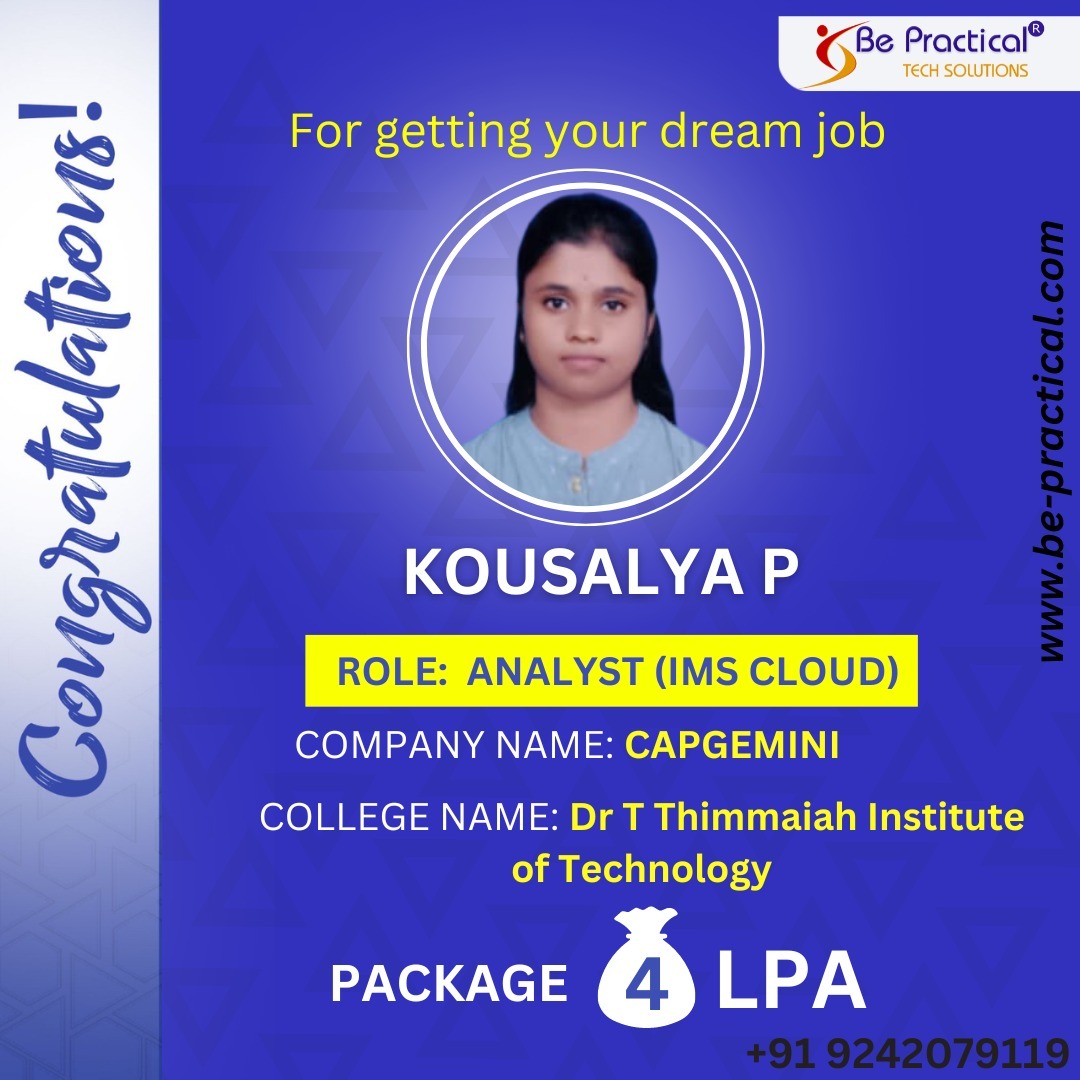 Be Practical®
TECH SOLUTIONS
Congratulations!
For getting your dream job
www.be-practical.com
KOUSALYA P
ROLE: ANALYST (IMS CLOUD)
COMPANY NAME: CAPGEMINI
COLLEGE NAME: Dr T Thimmaiah Institute
of Technology
PACKAGE 4 LPA
+91 9242079119